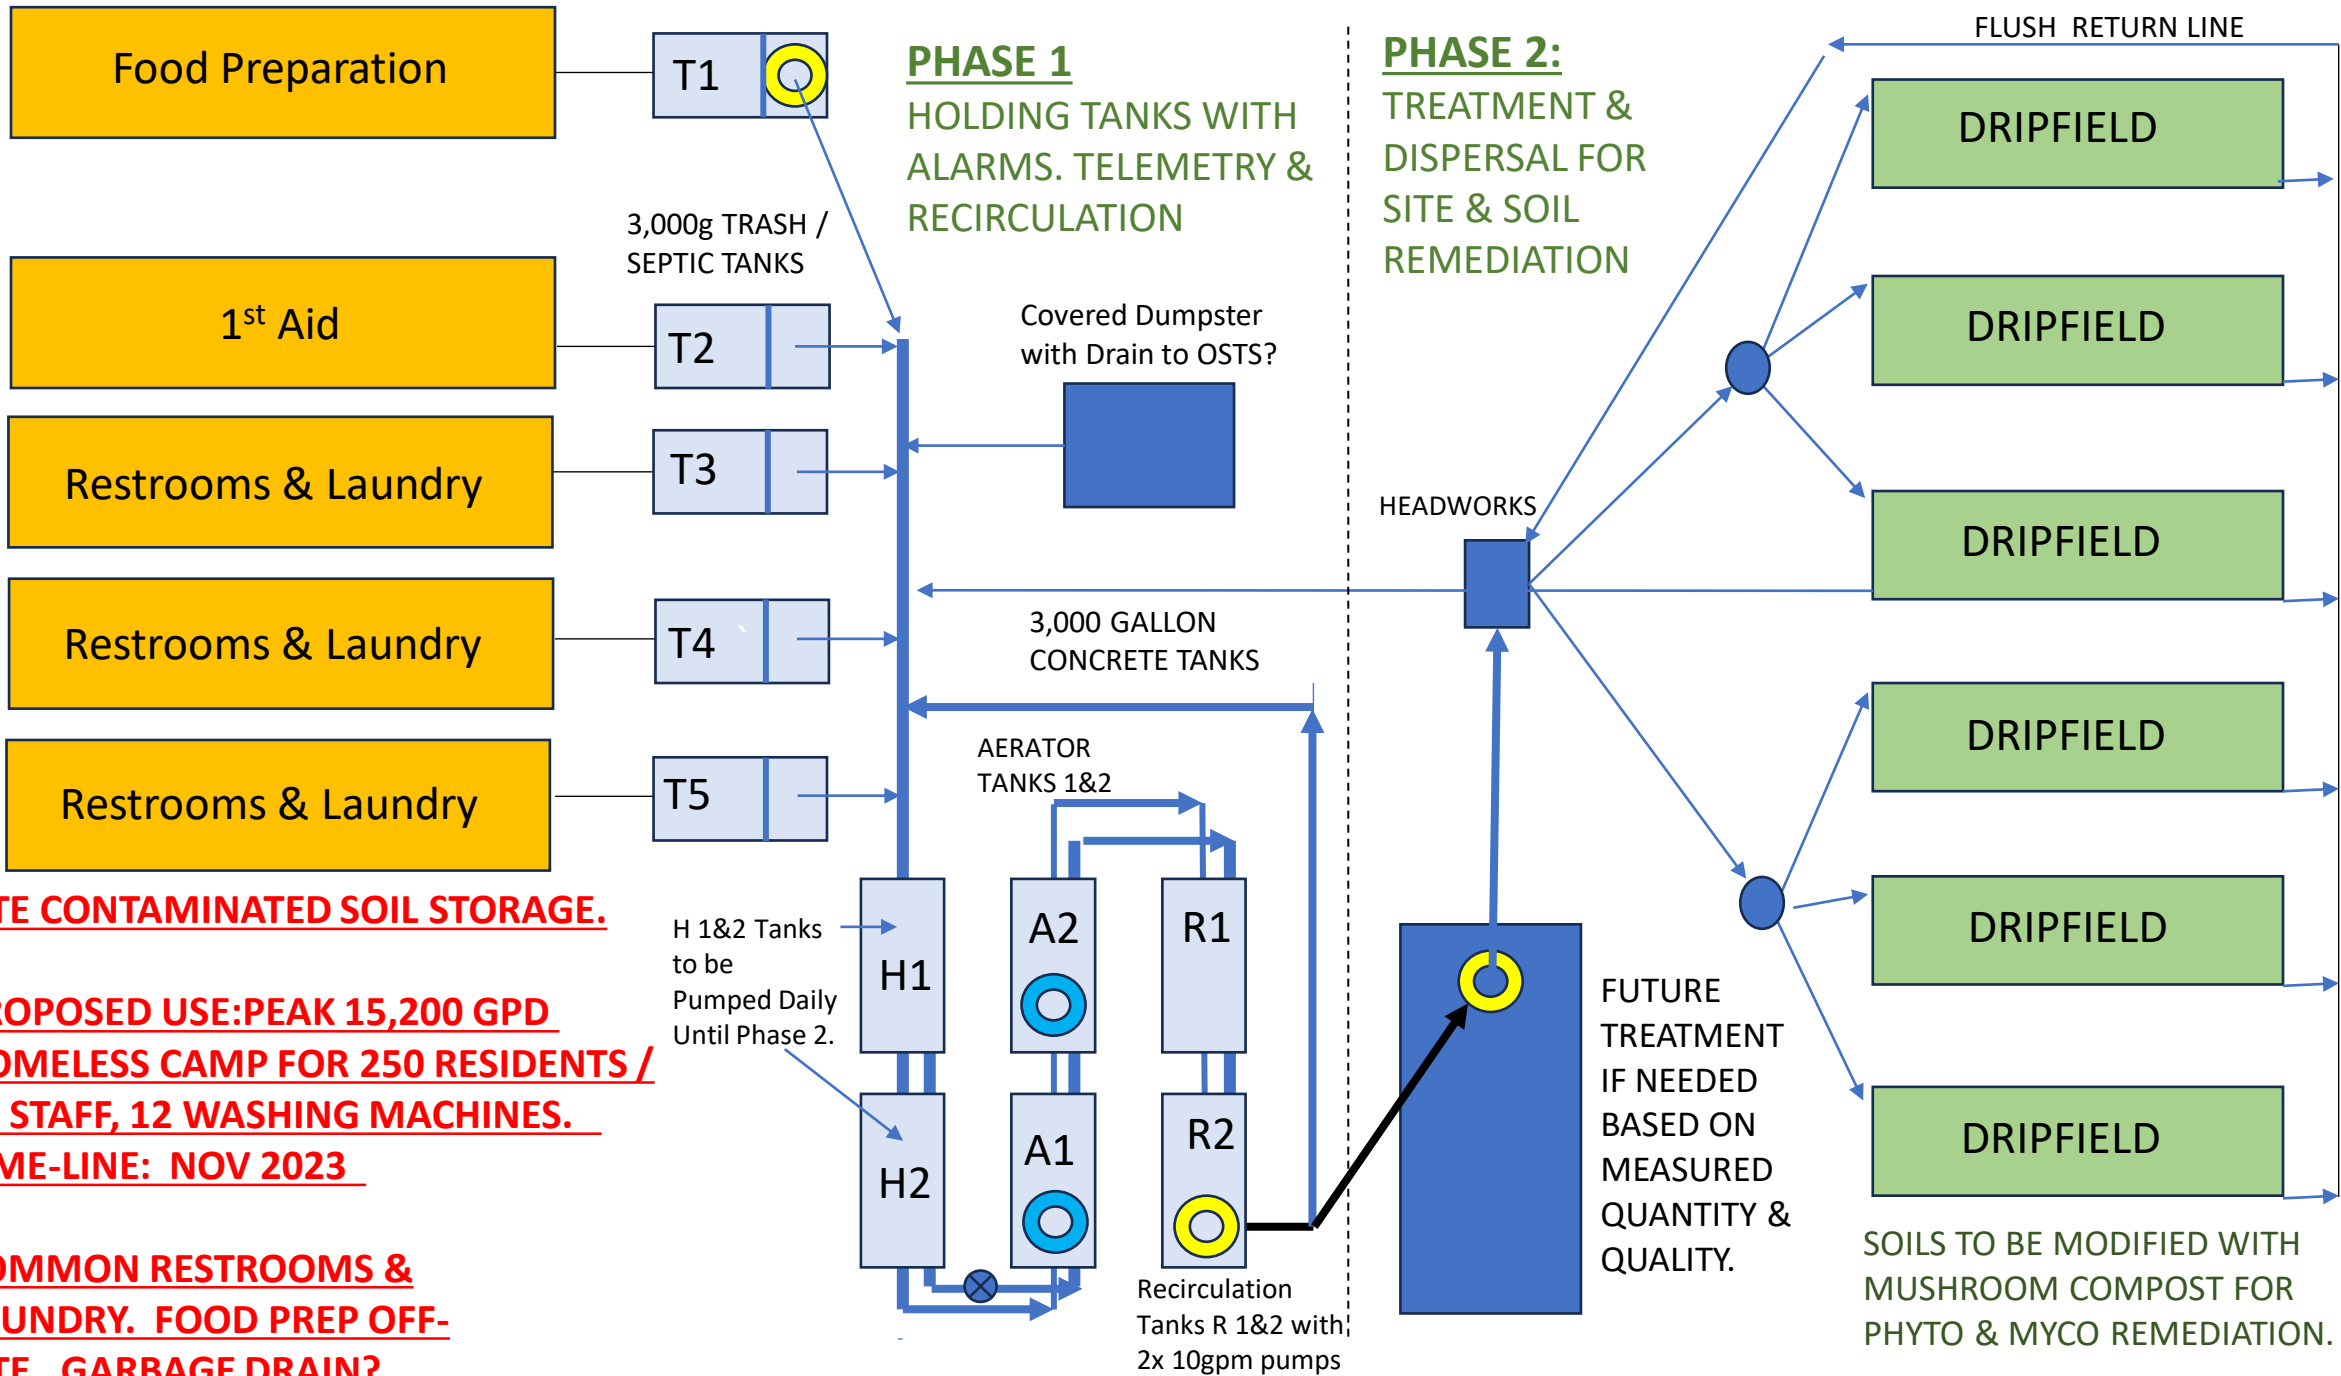 Food Preparation
T1
PHASE 1
HOLDING TANKS WITH
ALARMS. TELEMETRY &
RECIRCULATION
PHASE 2:
TREATMENT &
DISPERSAL FOR
SITE & SOIL
REMEDIATION
FLUSH RETURN LINE
DRIPFIELD
3,000g TRASH /
SEPTIC TANKS
1st Aid
T2
Covered Dumpster
with Drain to OSTS?
DRIPFIELD
Restrooms & Laundry
T3
HEADWORKS
DRIPFIELD
Restrooms & Laundry
T4 `
3,000 GALLON
CONCRETE TANKS
DRIPFIELD
Restrooms & Laundry
T5
AERATOR
TANKS 1&2
TE CONTAMINATED SOIL STORAGE.
ROPOSED USE:PEAK 15,200 GPD
OMELESS CAMP FOR 250 RESIDENTS /
STAFF, 12 WASHING MACHINES.
ME-LINE: NOV 2023
OMMON RESTROOMS &
UNDRY. FOOD PREP OFF-
TE. GARBAGE DRAIN?
H 1&2 Tanks
to be
Pumped Daily
Until Phase 2.
H1
A2
R1
H2
A1
R2
Recirculation
Tanks R 1&2 with
2x 10gpm pumps
FUTURE
TREATMENT
IF NEEDED
BASED ON
MEASURED
QUANTITY &
QUALITY.
DRIPFIELD
DRIPFIELD
SOILS TO BE MODIFIED WITH
MUSHROOM COMPOST FOR
PHYTO & MYCO REMEDIATION.